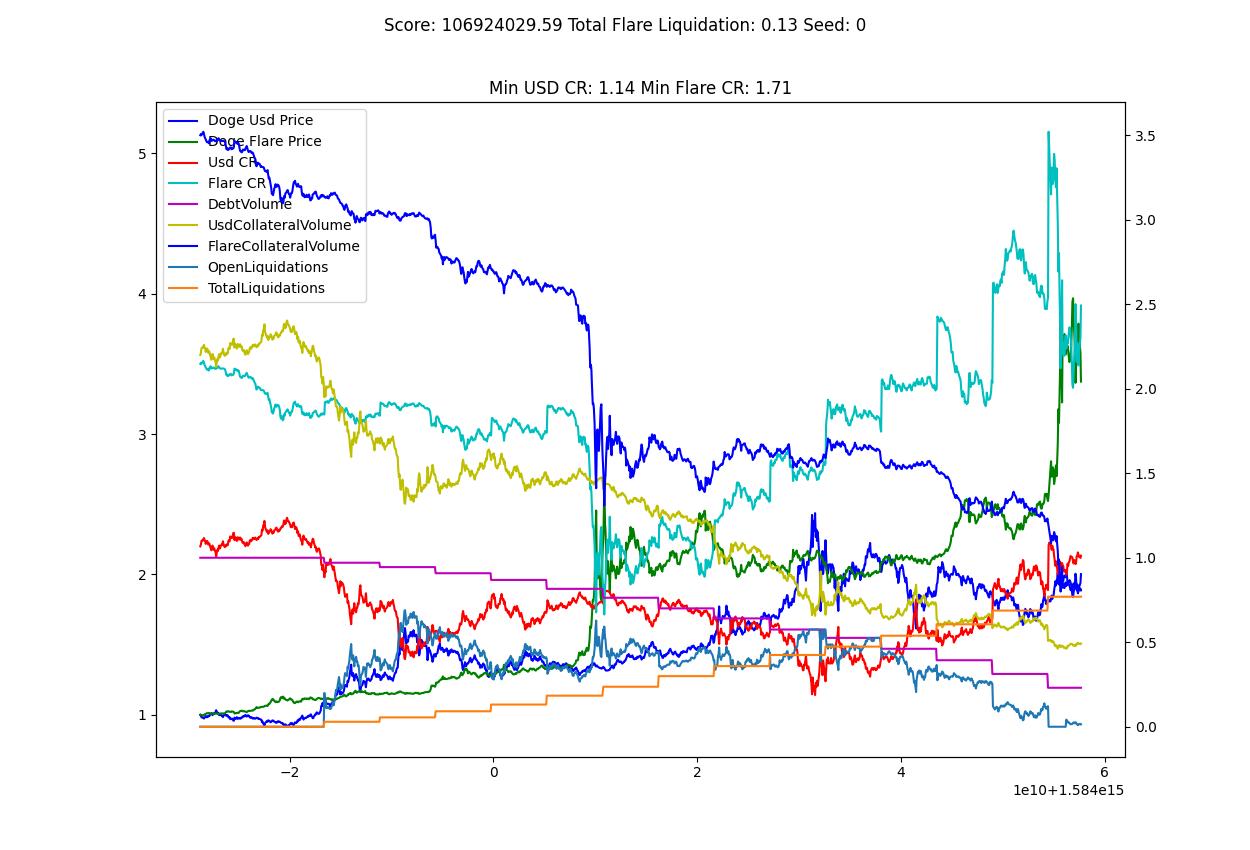 Score: 106924029.59 Total Flare Liquidation: 0.13 Seed: 0
Min USD CR: 1.14 Min Flare CR: 1.71
Doge Usd Price
Doge Flare Price
Usd CR
Flare CR
DebtVolume
UsdCollateralVolume
FlareCollateralVolume
OpenLiquidations
TotalLiquidations
5
4
3
2
1
3.5
3.0
2.5
2.0
1.5
1.0
0.5
0.0
−2
0
2
4
6
1e10+1.584e15